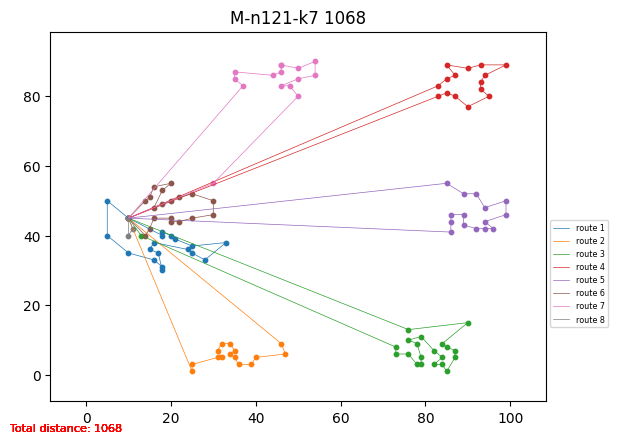 M-n121-k7 1068
80
60
40
20
0
0 20 40 60 80 100
route 1
route 2
route 3
route 4
route 5
route 6
route 7
route 8
Total distance: 1068